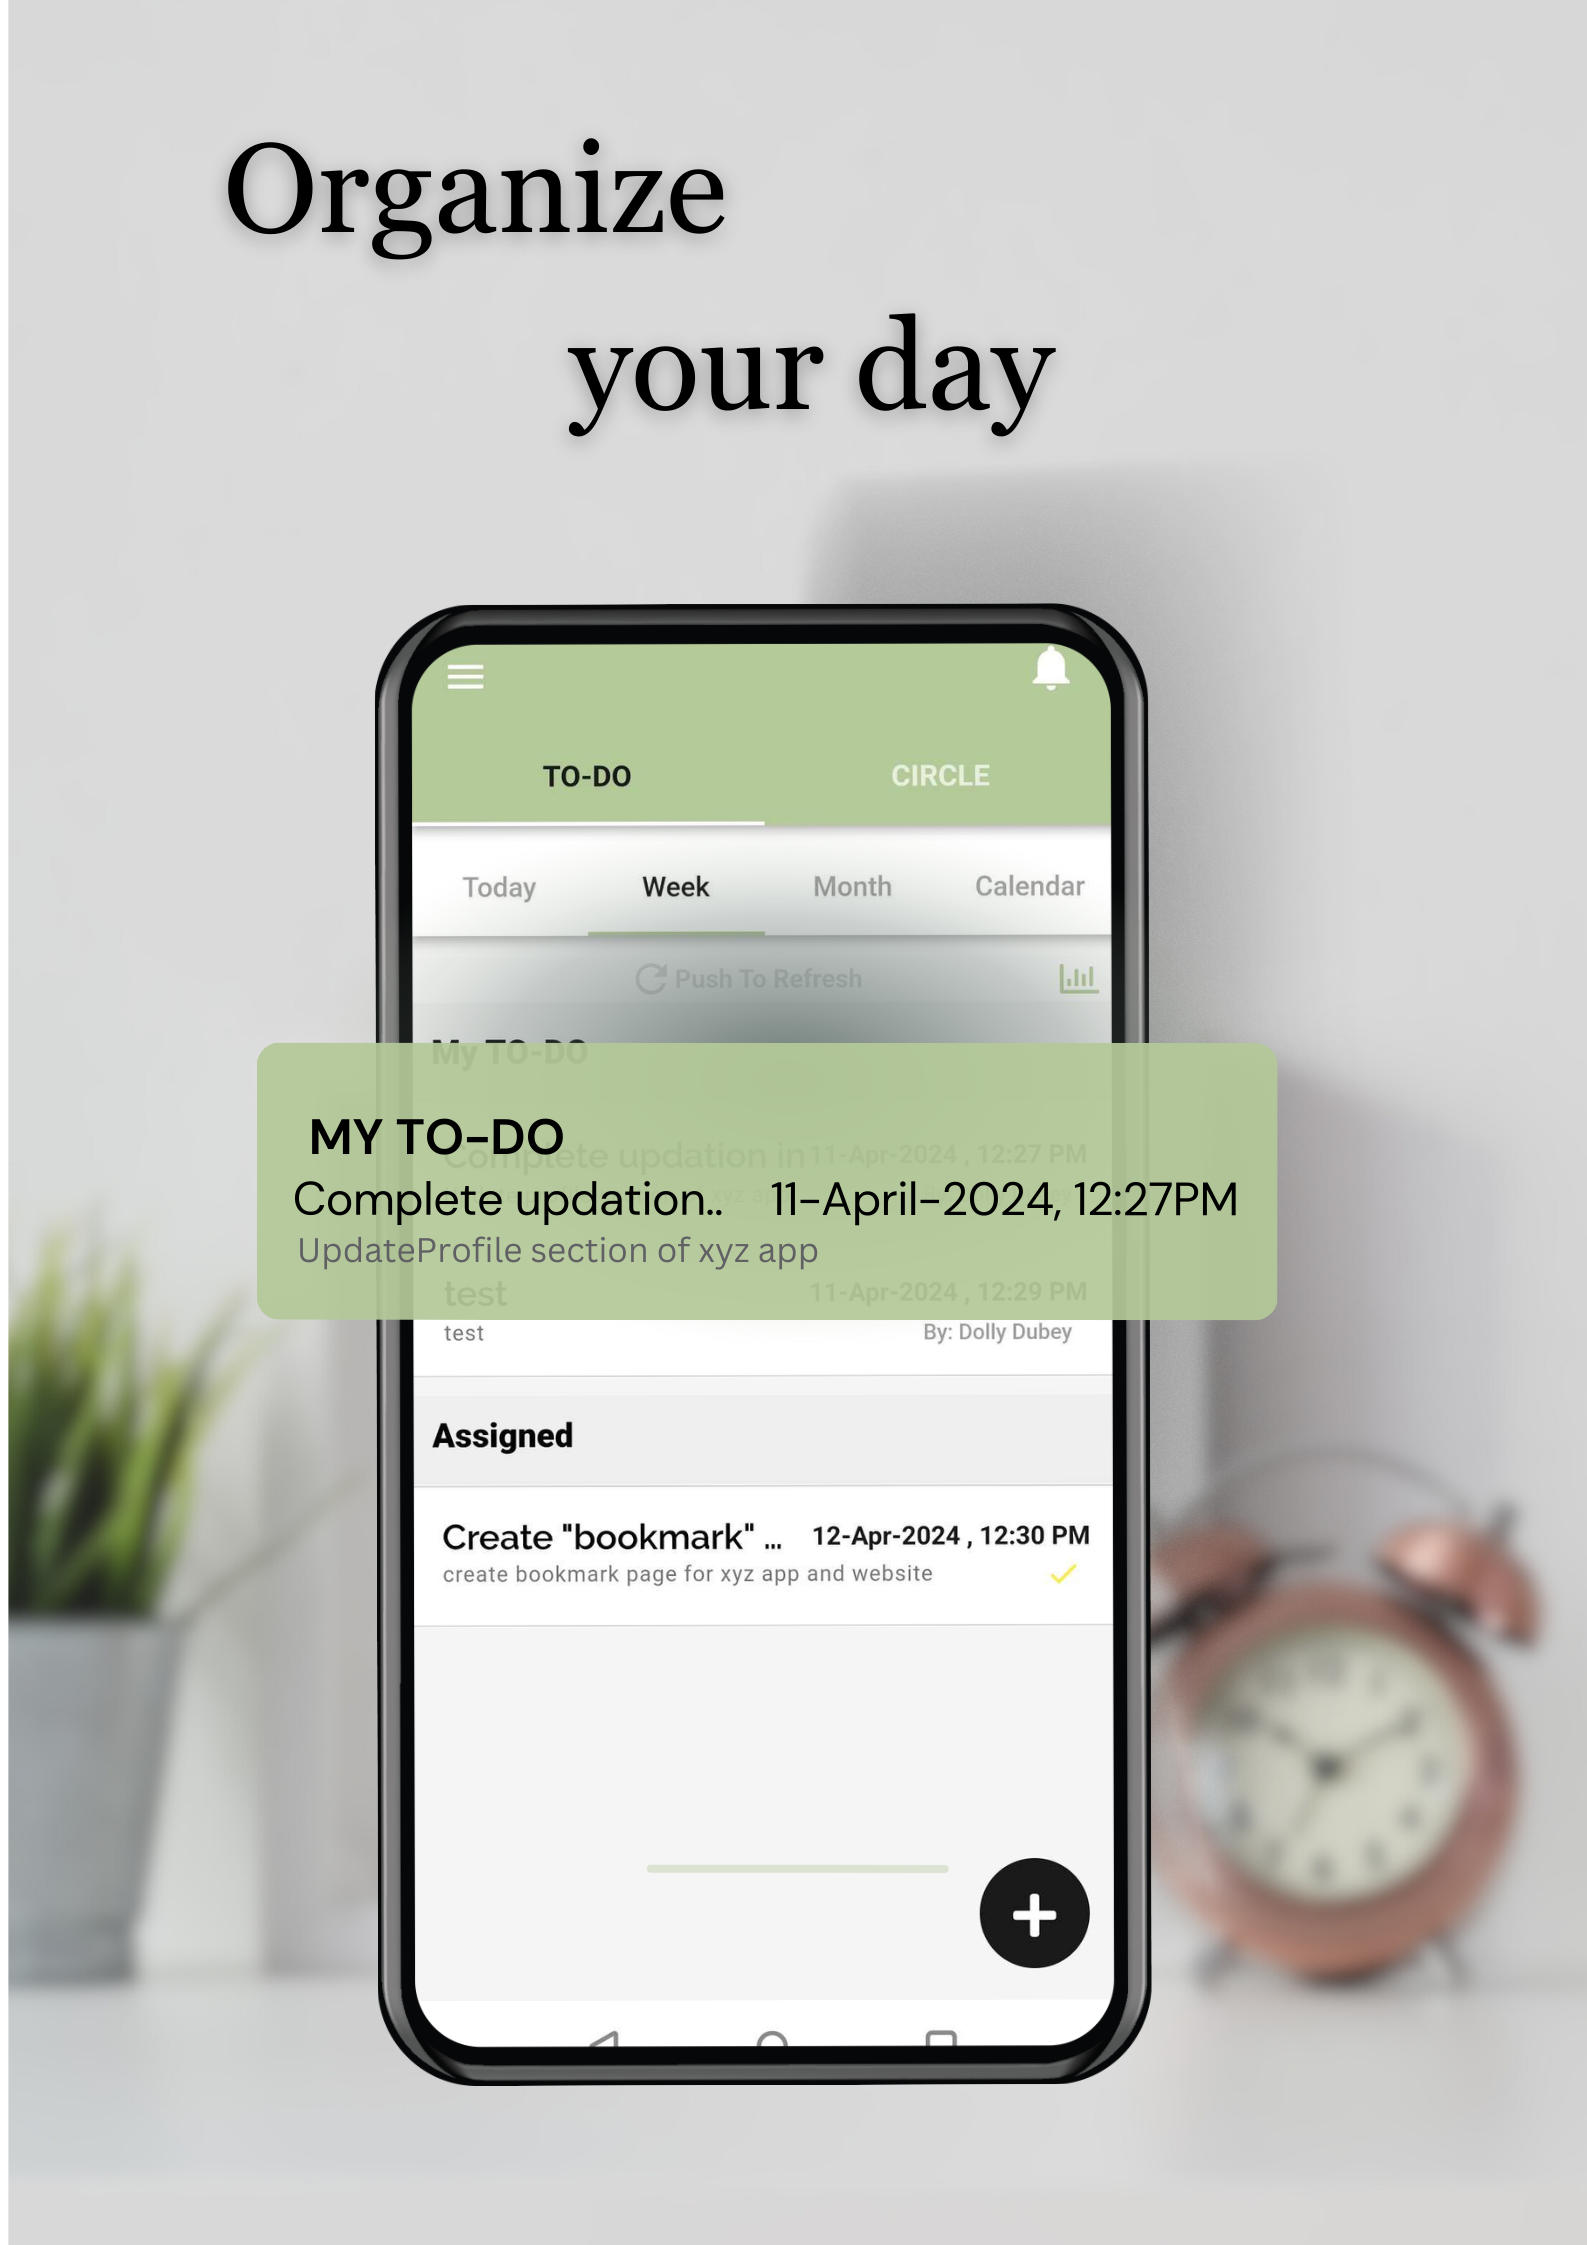 Organize
your day
TO-DO CIRCLE
Today Week Month Calendar
Push To Refresh
My TO-DO
MY TO-DO
Complete updation in 11-Apr-2024 , 12:27 PM
Complete updation.. 11-April-2024, 12:27PM
UpdateProfile section of xyz app
test 11-Apr-2024 , 12:29 PM
test By: Dolly Dubey
Assigned
Create "bookmark" ... 12-Apr-2024 , 12:30 PM
create bookmark page for xyz app and website